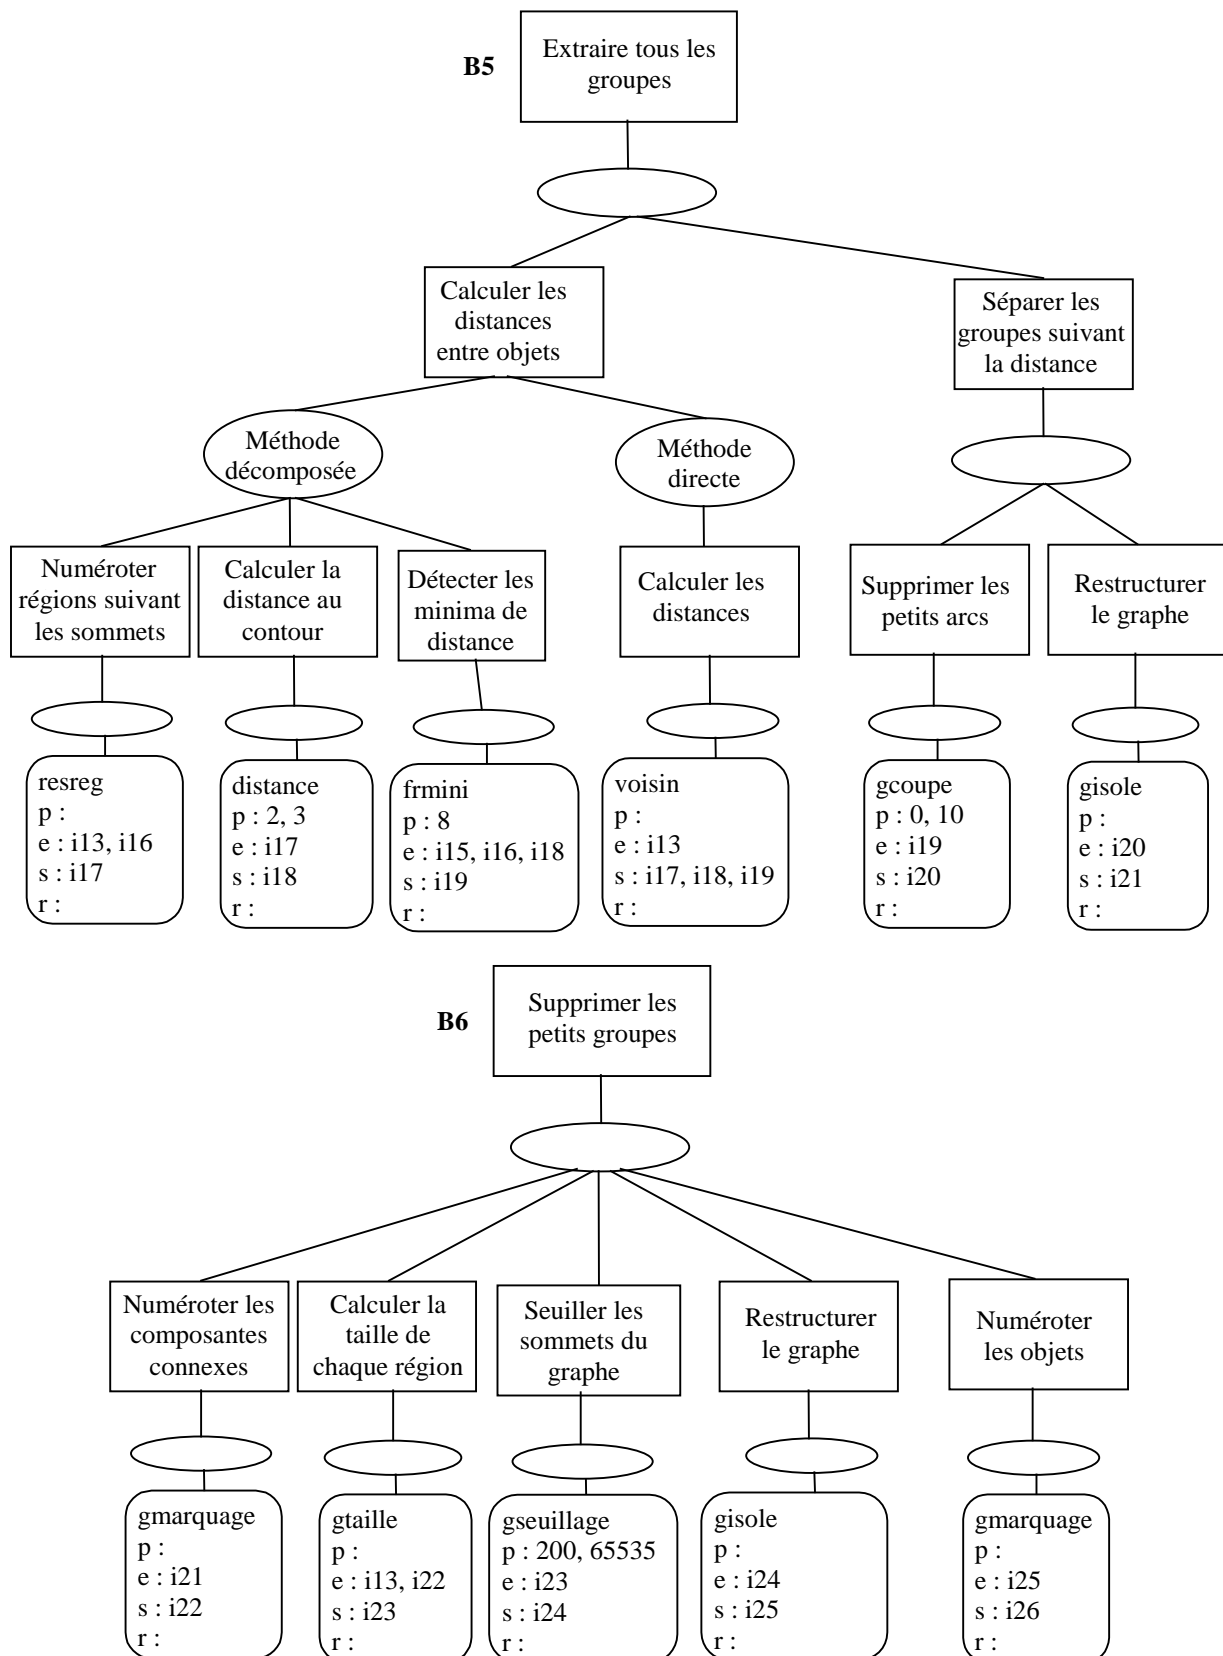 B5
Extraire tous les
groupes
Calculer les
distances
entre objets
Séparer les
groupes suivant
la distance
Méthode
décomposée
Méthode
directe
Numéroter
régions suivant
les sommets
Calculer la
distance au
contour
Détecter les
minima de
distance
Calculer les
distances
Supprimer les
petits arcs
Restructurer
le graphe
resreg
p :
e : i13, i16
s : i17
r :
distance
p : 2, 3
e : i17
s : i18
r :
frmini
p : 8
e : i15, i16, i18
s : i19
r :
voisin
p :
e : i13
s : i17, i18, i19
r :
gcoupe
p : 0, 10
e : i19
s : i20
r :
gisole
p :
e : i20
s : i21
r :
B6
Supprimer les
petits groupes
Numéroter les
composantes
connexes
Calculer la
taille de
chaque région
Seuiller les
sommets du
graphe
Restructurer
le graphe
Numéroter
les objets
gmarquage
p :
e : i21
s : i22
r :
gtaille
p :
e : i13, i22
s : i23
r :
gseuillage
p : 200, 65535
e : i23
s : i24
r :
gisole
p :
e : i24
s : i25
r :
gmarquage
p :
e : i25
s : i26
r :